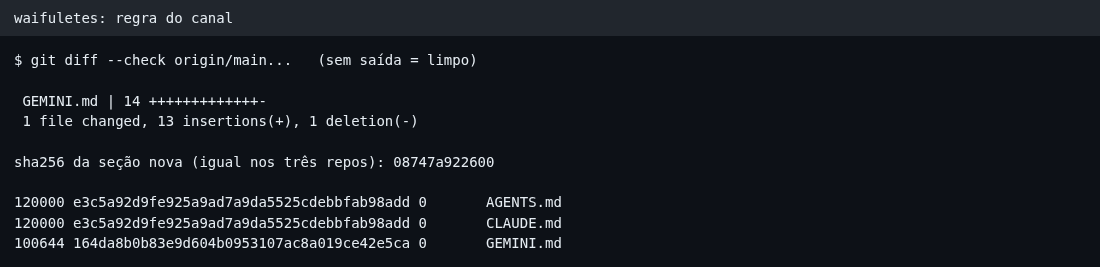 waifuletes: regra do canal
$ git diff --check origin/main...   (sem saída = limpo)
GEMINI.md | 14 +++++++++++++-
1 file changed, 13 insertions(+), 1 deletion(-)
sha256 da seção nova (igual nos três repos): 08747a922600
120000 e3c5a92d9fe925a9ad7a9da5525cdebbfab98add 0       AGENTS.md
120000 e3c5a92d9fe925a9ad7a9da5525cdebbfab98add 0       CLAUDE.md
100644 164da8b0b83e9d604b0953107ac8a019ce42e5ca 0       GEMINI.md